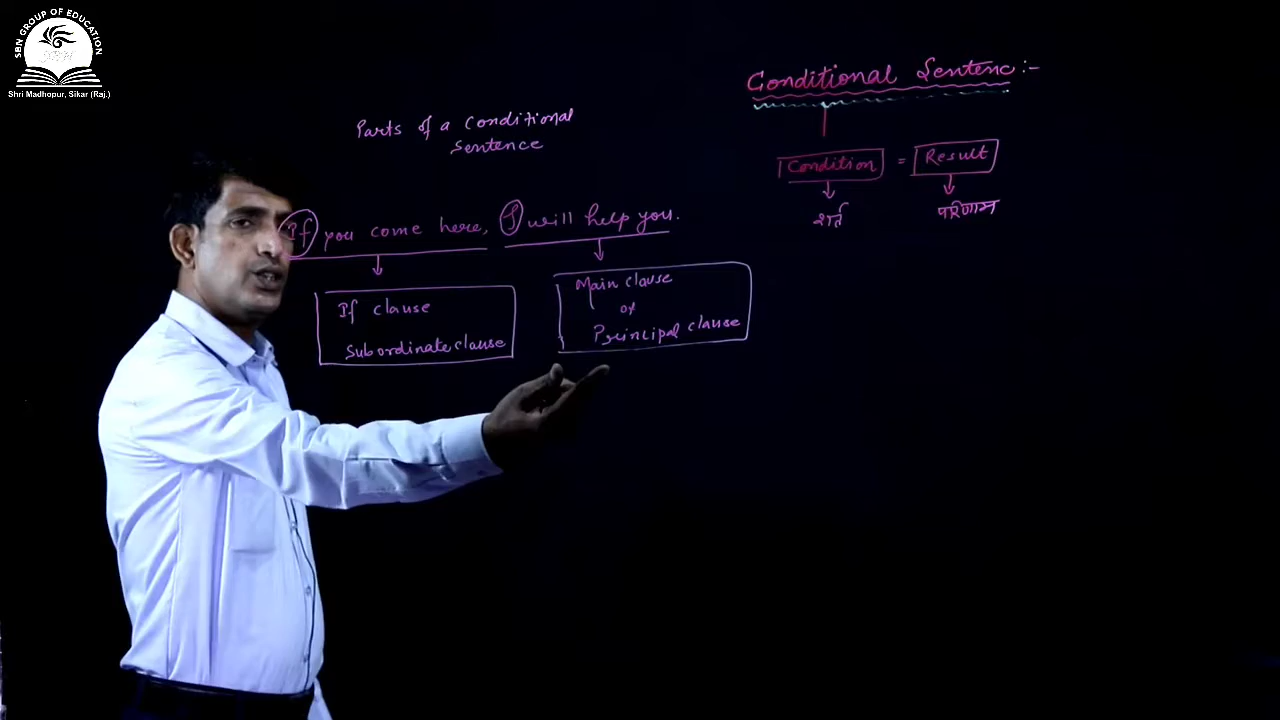 SBN GROUP OF EDUCATION
SBN
Shri Madhopur, Sikar (Raj.)
Conditional Sentenc :-
Condition = Result
शर्त परिणाम
Parts of a Conditional
Sentence
If you come here, I will help you.
If clause
Subordinate clause
Main clause
or
Principal clause